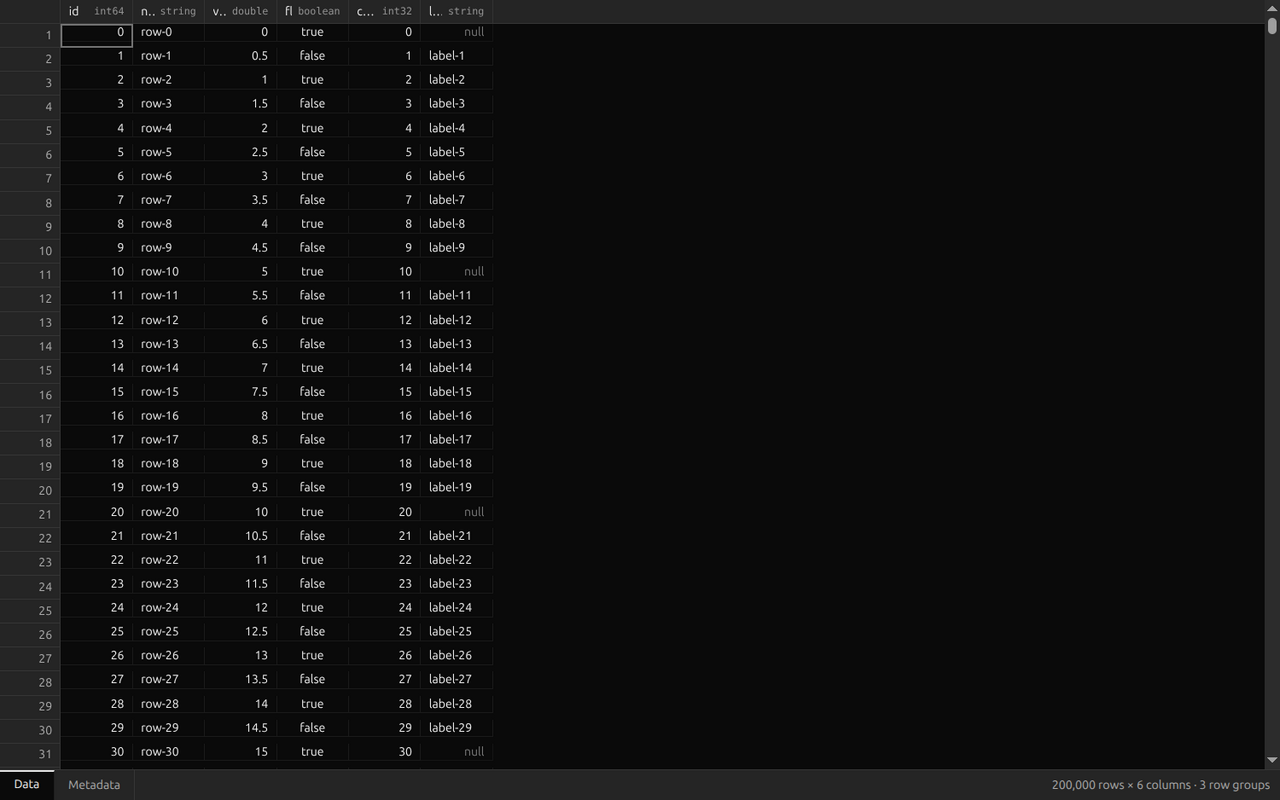 id int64 n.. string v.. double fl boolean c... int32 l... string
1 0 row-0 0 true 0 null
2 1 row-1 0.5 false 1 label-1
3 2 row-2 1 true 2 label-2
4 3 row-3 1.5 false 3 label-3
5 4 row-4 2 true 4 label-4
6 5 row-5 2.5 false 5 label-5
7 6 row-6 3 true 6 label-6
8 7 row-7 3.5 false 7 label-7
9 8 row-8 4 true 8 label-8
10 9 row-9 4.5 false 9 label-9
11 10 row-10 5 true 10 null
12 11 row-11 5.5 false 11 label-11
13 12 row-12 6 true 12 label-12
14 13 row-13 6.5 false 13 label-13
15 14 row-14 7 true 14 label-14
16 15 row-15 7.5 false 15 label-15
17 16 row-16 8 true 16 label-16
18 17 row-17 8.5 false 17 label-17
19 18 row-18 9 true 18 label-18
20 19 row-19 9.5 false 19 label-19
21 20 row-20 10 true 20 null
22 21 row-21 10.5 false 21 label-21
23 22 row-22 11 true 22 label-22
24 23 row-23 11.5 false 23 label-23
25 24 row-24 12 true 24 label-24
26 25 row-25 12.5 false 25 label-25
27 26 row-26 13 true 26 label-26
28 27 row-27 13.5 false 27 label-27
29 28 row-28 14 true 28 label-28
30 29 row-29 14.5 false 29 label-29
31 30 row-30 15 true 30 null
Data Metadata 200,000 rows × 6 columns · 3 row groups